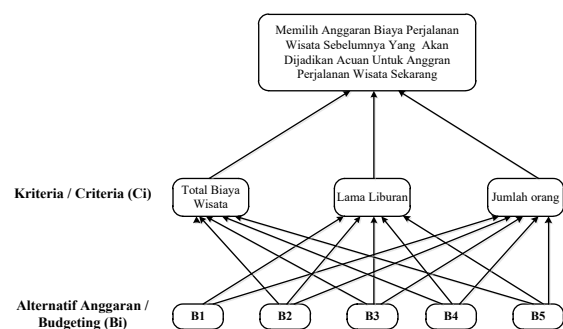 Memilih Anggaran Biaya Perjalanan
Wisata Sebelumnya Yang Akan
Dijadikan Acuan Untuk Anggran
Perjalanan Wisata Sekarang
Kriteria / Criteria (Ci)
Total Biaya
Wisata
Lama Liburan
Jumlah orang
Alternatif Anggaran /
Budgeting (Bi)
B1
B2
B3
B4
B5